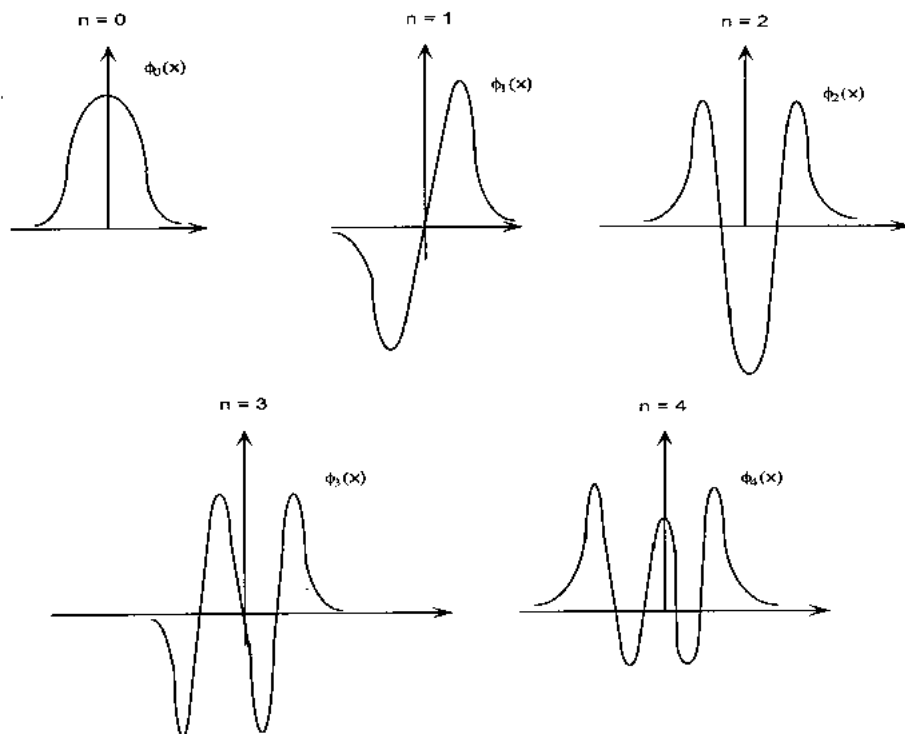 n = 0
n = 1
n = 2
ϕ₀(x)
ϕ₁(x)
ϕ₂(x)
n = 3
n = 4
ϕ₃(x)
ϕ₄(x)